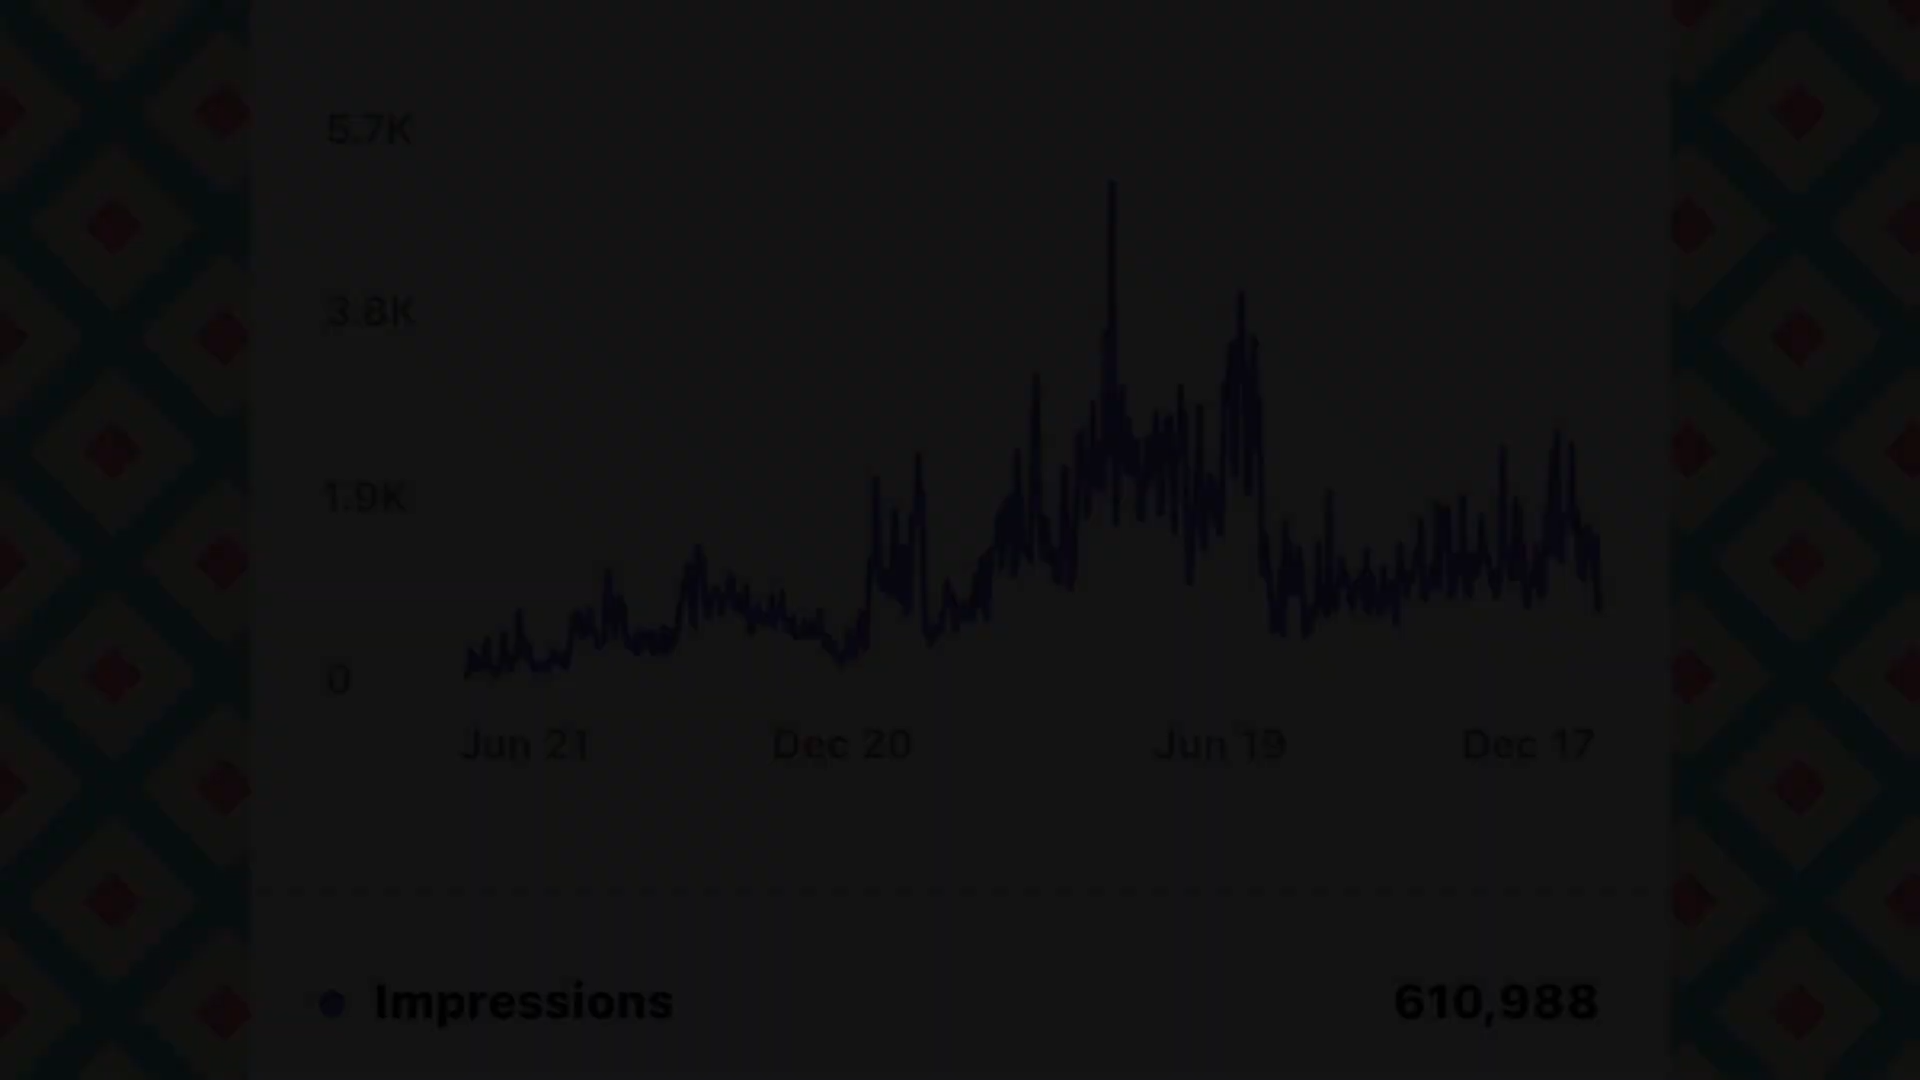 5.7K
3.8K
1.9K
0
Jun 21 Dec 20 Jun 19 Dec 17
Impressions 610,988